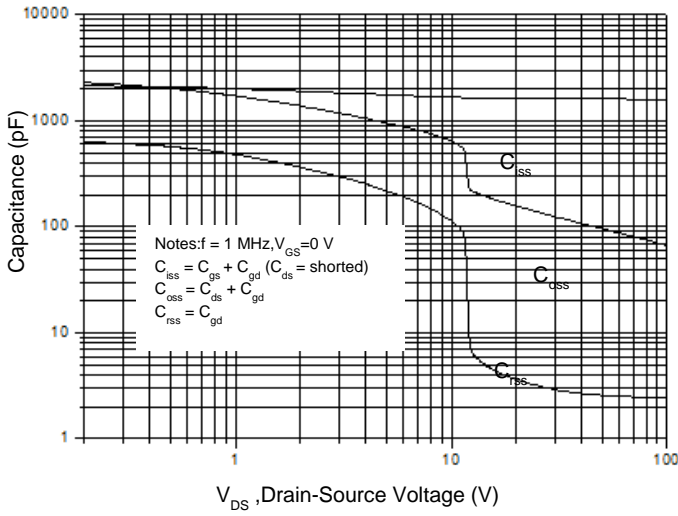 10000
1000
100
10
1
Capacitance (pF)
C_iss
Notes:f = 1 MHz,V_GS=0 V
C_iss = C_gs + C_gd (C_ds = shorted)
C_oss = C_ds + C_gd
C_rss = C_gd
C_oss
C_rss
1
10
100
V_DS ,Drain-Source Voltage (V)